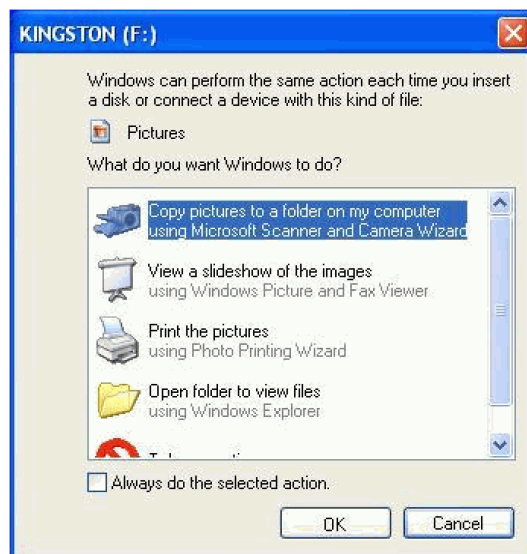 KINGSTON (F:)
Windows can perform the same action each time you insert
a disk or connect a device with this kind of file:
Pictures
What do you want Windows to do?
Copy pictures to a folder on my computer
using Microsoft Scanner and Camera Wizard
View a slideshow of the images
using Windows Picture and Fax Viewer
Print the pictures
using Photo Printing Wizard
Open folder to view files
using Windows Explorer
Always do the selected action.
OK
Cancel